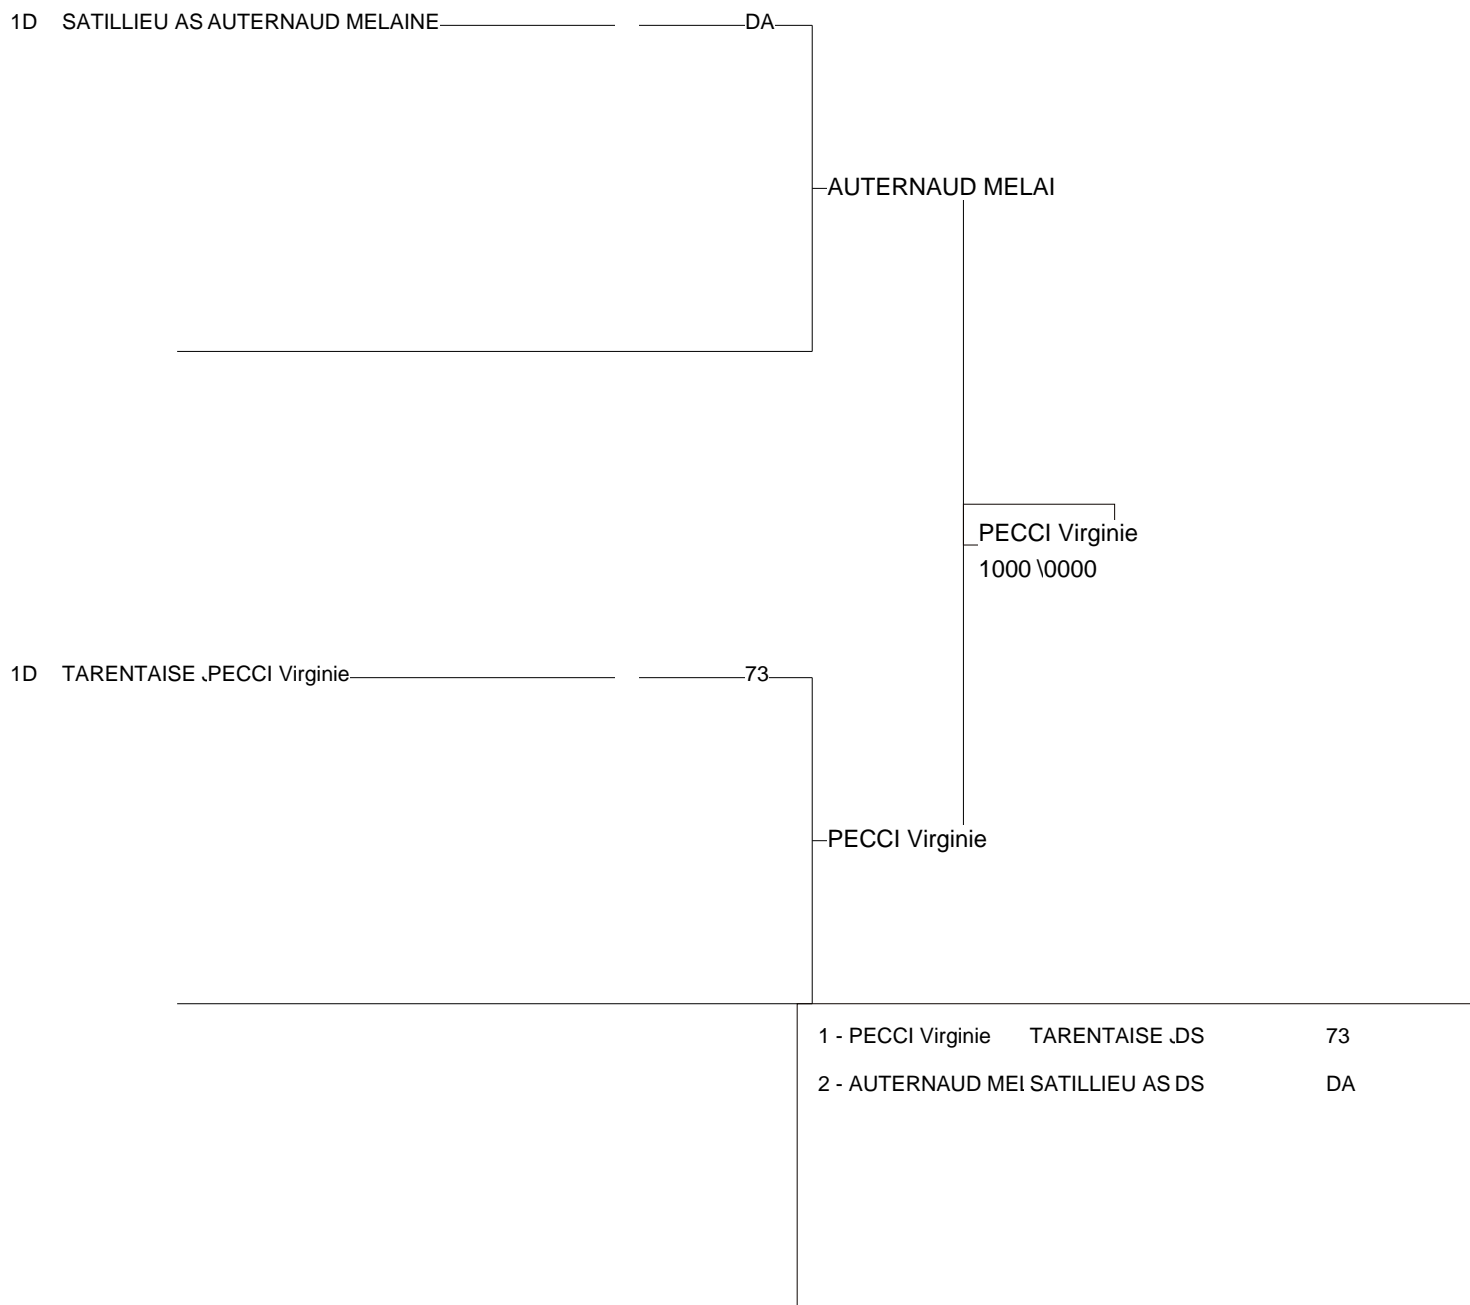 1D SATILLIEU AS AUTERNAUD MELAINE DA
AUTERNAUD MELAI
PECCI Virginie
1000 \0000
1D TARENTAISE PECCI Virginie 73
PECCI Virginie
1 - PECCI Virginie TARENTAISE DS 73
2 - AUTERNAUD MEL SATILLIEU AS DS DA